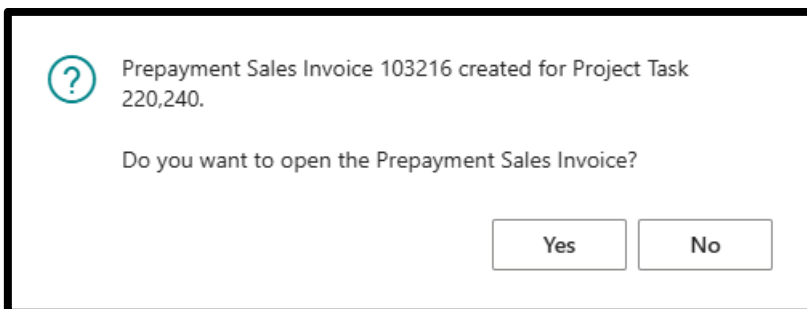 Prepayment Sales Invoice 103216 created for Project Task
220,240.
Do you want to open the Prepayment Sales Invoice?
Yes
No